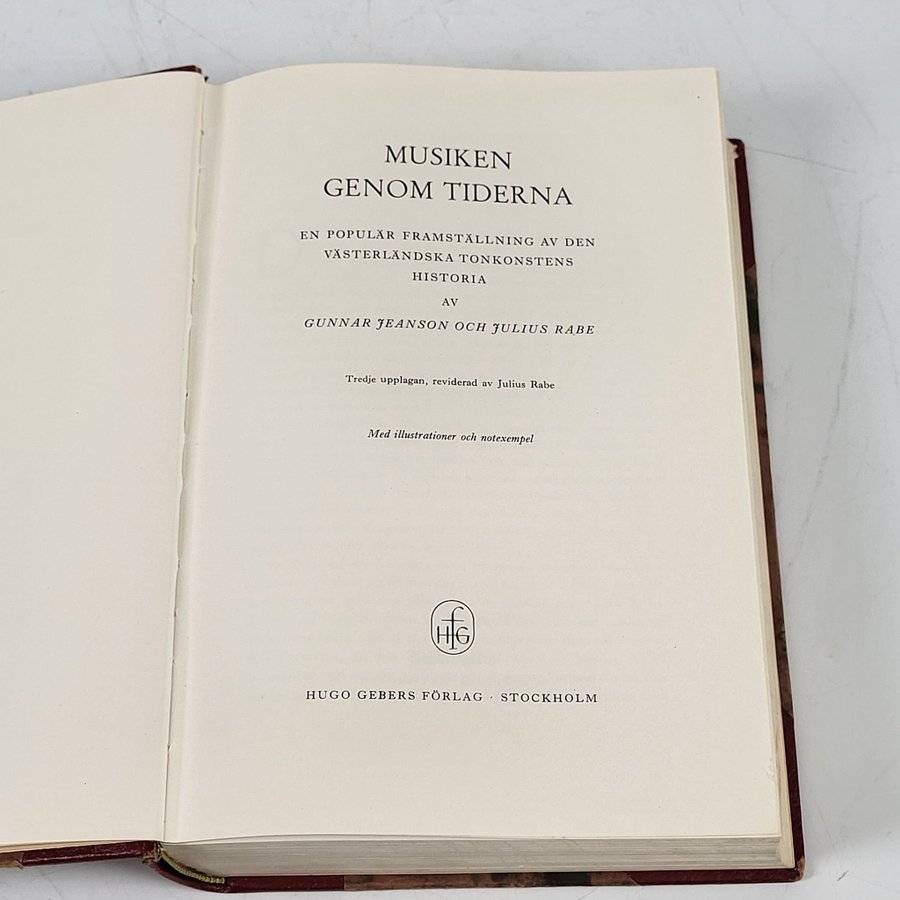 MUSIKEN
GENOM TIDERNA
EN POPULÄR FRAMSTÄLLNING AV DEN
VÄSTERLÄNDSKA TONKONSTENS
HISTORIA
AV
GUNNAR JEANSON OCH JULIUS RABE
Tredje upplagan, reviderad av Julius Rabe
Med illustrationer och notexempel
HfG
HUGO GEBERS FÖRLAG · STOCKHOLM